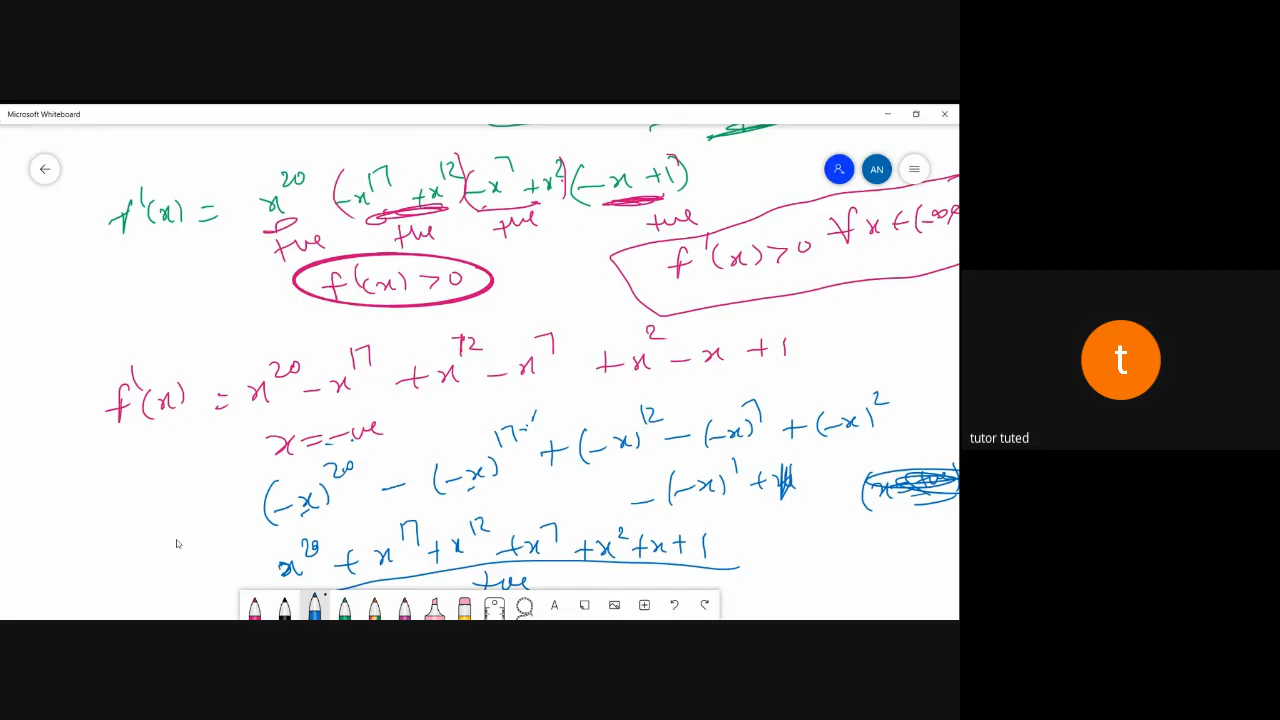 Microsoft Whiteboard
f'(x) = x^20 (-x^17 + x^12)(-x^7 + x^2)(-x + 1)
+ve +ve +ve +ve
f'(x) > 0
f'(x) > 0 ∀ x ∈ (-∞,
AN
f'(x) = x^20 - x^17 + x^12 - x^7 + x^2 - x + 1
x = -ve
(-x)^20 - (-x)^17 + (-x)^12 - (-x)^7 + (-x)^2
- (-x)^1 +
x^20 + x^17 + x^12 + x^7 + x^2 + x + 1
+ve
A
t
tutor tuted